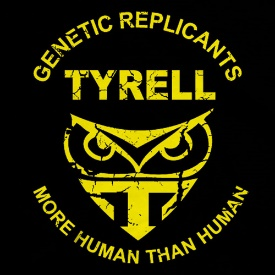 GENETIC REPLICANTS
TYRELL
T
MORE HUMAN THAN HUMAN